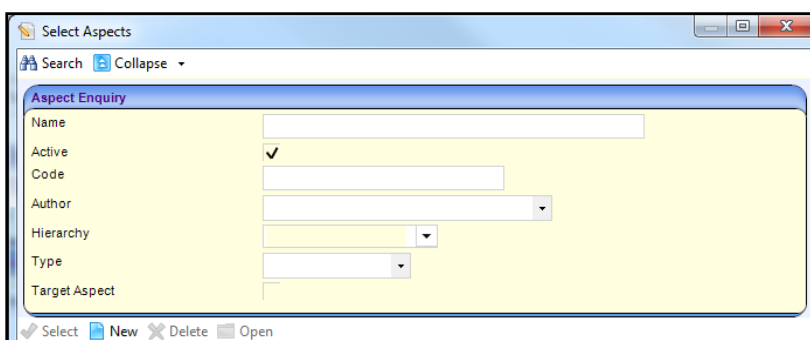 Select Aspects
Search Collapse
Aspect Enquiry
Name
Active
Code
Author
Hierarchy
Type
Target Aspect
Select New Delete Open